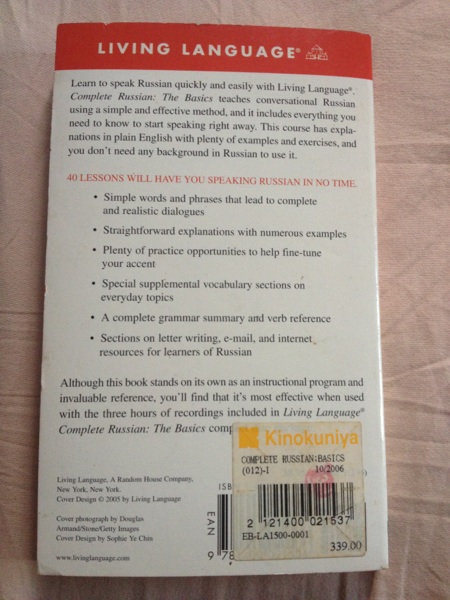 LIVING LANGUAGE®
Learn to speak Russian quickly and easily with Living Language®.
Complete Russian: The Basics teaches conversational Russian
using a simple and effective method, and it includes everything you
need to know to start speaking right away. This course has expla-
nations in plain English with plenty of examples and exercises, and
you don't need any background in Russian to use it.
40 LESSONS WILL HAVE YOU SPEAKING RUSSIAN IN NO TIME.
• Simple words and phrases that lead to complete
and realistic dialogues
• Straightforward explanations with numerous examples
• Plenty of practice opportunities to help fine-tune
your accent
• Special supplemental vocabulary sections on
everyday topics
• A complete grammar summary and verb reference
• Sections on letter writing, e-mail, and internet
resources for learners of Russian
Although this book stands on its own as an instructional program and
invaluable reference, you'll find that it's most effective when used
with the three hours of recordings included in Living Language®
Complete Russian: The Basics comp
Kinokuniya
COMPLETE RUSSIAN:BASICS
(012)-I 10/2006
2 121400 021537
EB-LA1500-0001
339.00
Living Language, A Random House Company,
New York, New York.
Cover Design © 2005 by Living Language
Cover photograph by Douglas
Armand/Stone/Getty Images
Cover Design by Sophie Ye Chin
www.livinglanguage.com
ISB
EAN
9 78